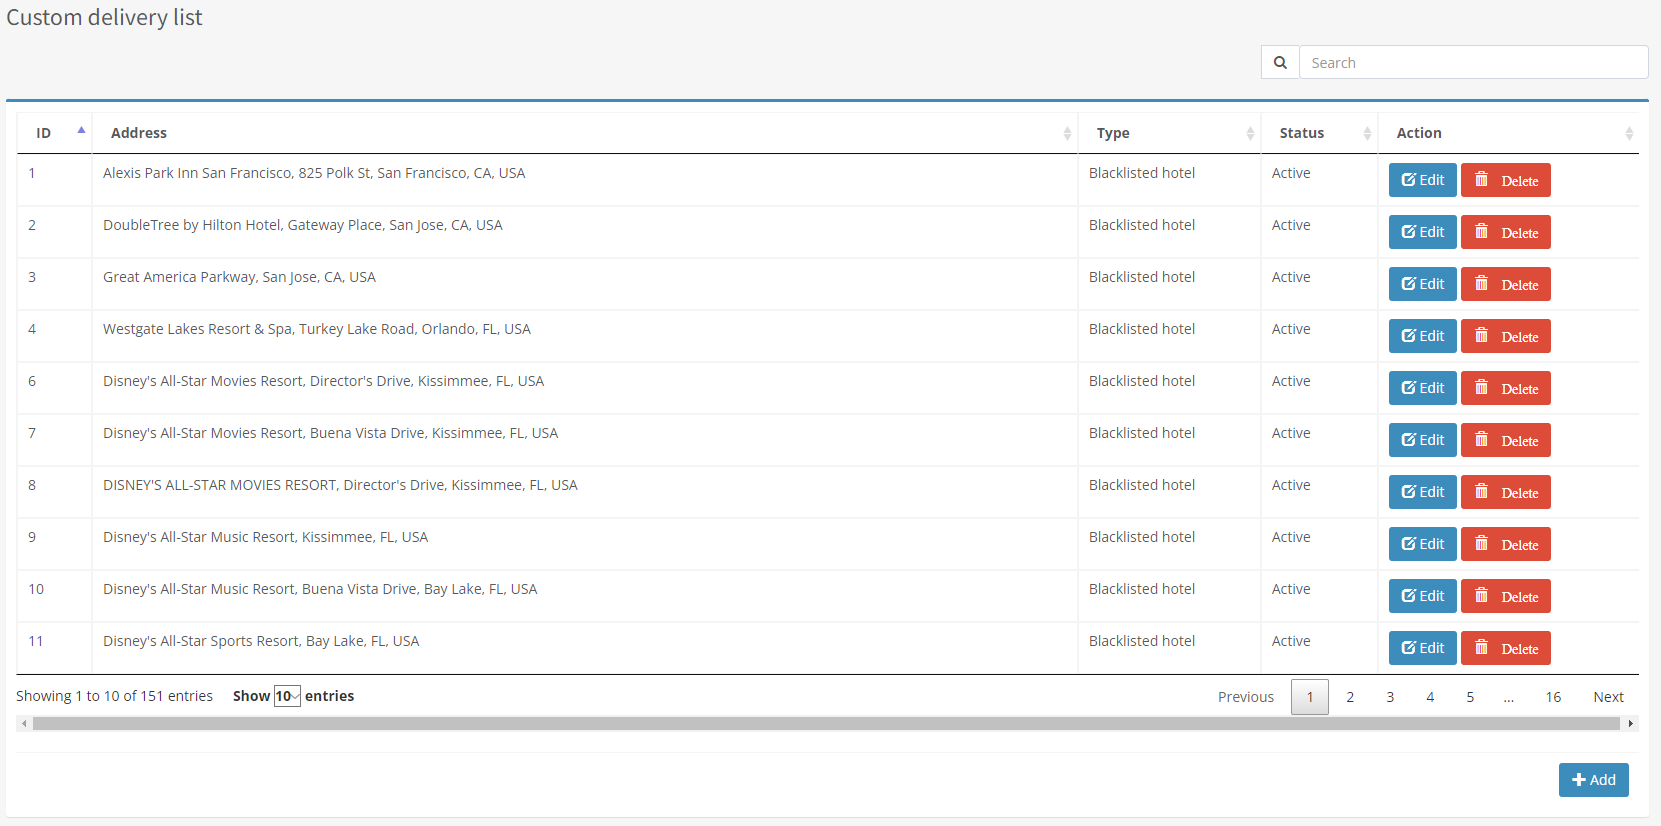 Custom delivery list
Search
ID Address Type Status Action
1 Alexis Park Inn San Francisco, 825 Polk St, San Francisco, CA, USA Blacklisted hotel Active Edit Delete
2 DoubleTree by Hilton Hotel, Gateway Place, San Jose, CA, USA Blacklisted hotel Active Edit Delete
3 Great America Parkway, San Jose, CA, USA Blacklisted hotel Active Edit Delete
4 Westgate Lakes Resort & Spa, Turkey Lake Road, Orlando, FL, USA Blacklisted hotel Active Edit Delete
6 Disney's All-Star Movies Resort, Director's Drive, Kissimmee, FL, USA Blacklisted hotel Active Edit Delete
7 Disney's All-Star Movies Resort, Buena Vista Drive, Kissimmee, FL, USA Blacklisted hotel Active Edit Delete
8 DISNEY'S ALL-STAR MOVIES RESORT, Director's Drive, Kissimmee, FL, USA Blacklisted hotel Active Edit Delete
9 Disney's All-Star Music Resort, Kissimmee, FL, USA Blacklisted hotel Active Edit Delete
10 Disney's All-Star Music Resort, Buena Vista Drive, Bay Lake, FL, USA Blacklisted hotel Active Edit Delete
11 Disney's All-Star Sports Resort, Bay Lake, FL, USA Blacklisted hotel Active Edit Delete
Showing 1 to 10 of 151 entries Show 10 entries Previous 1 2 3 4 5 ... 16 Next
Add